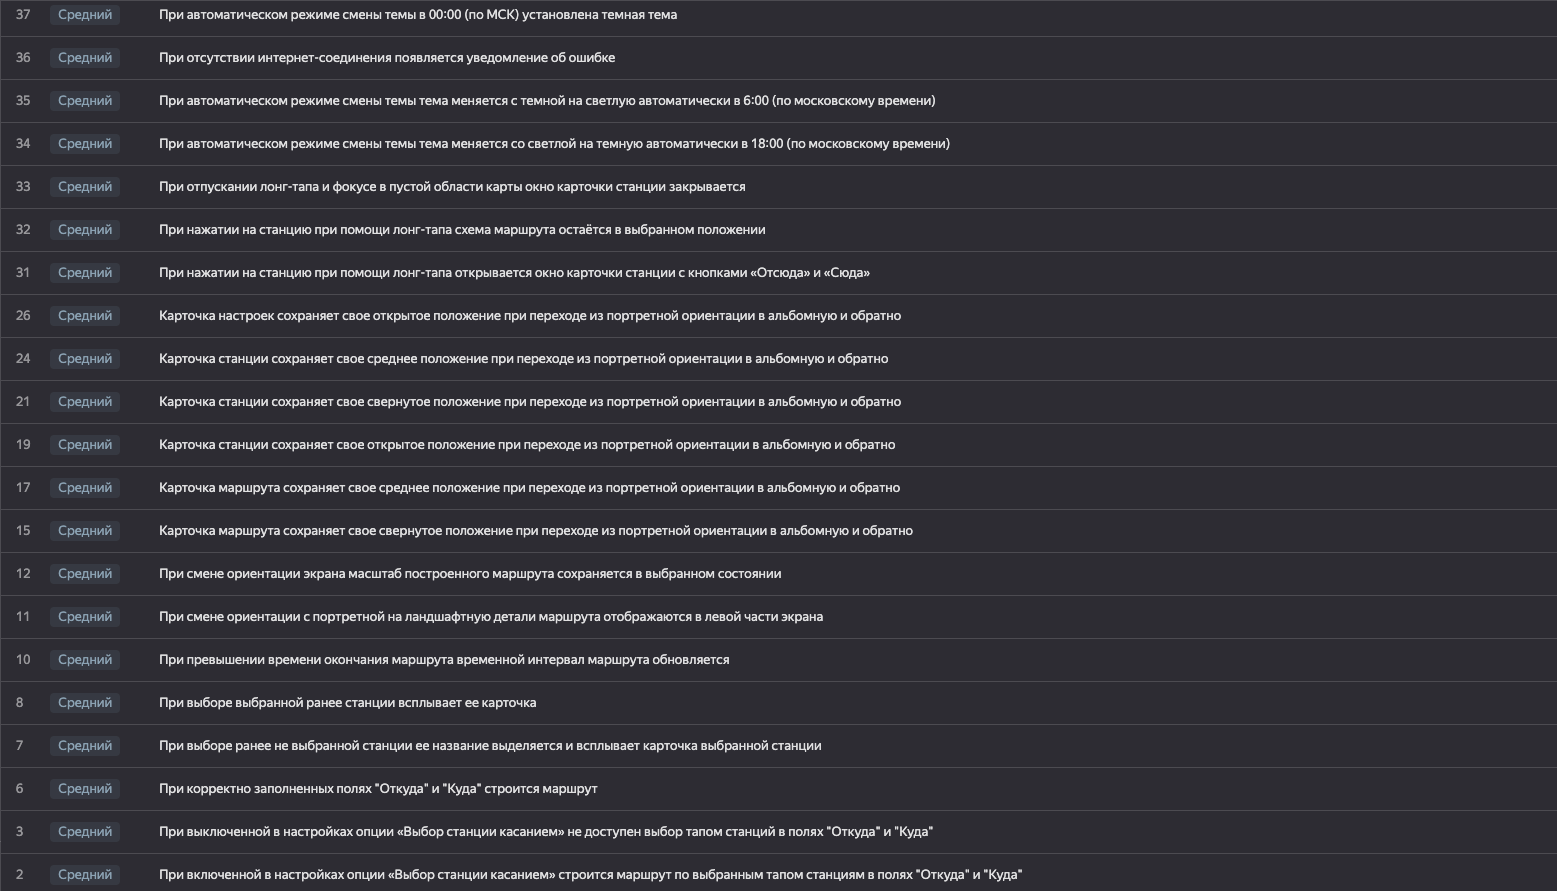 37 Средний При автоматическом режиме смены темы в 00:00 (по МСК) установлена темная тема
36 Средний При отсутствии интернет-соединения появляется уведомление об ошибке
35 Средний При автоматическом режиме смены темы тема меняется с темной на светлую автоматически в 6:00 (по московскому времени)
34 Средний При автоматическом режиме смены темы тема меняется со светлой на темную автоматически в 18:00 (по московскому времени)
33 Средний При отпускании лонг-тапа и фокусе в пустой области карты окно карточки станции закрывается
32 Средний При нажатии на станцию при помощи лонг-тапа схема маршрута остаётся в выбранном положении
31 Средний При нажатии на станцию при помощи лонг-тапа открывается окно карточки станции с кнопками «Отсюда» и «Сюда»
26 Средний Карточка настроек сохраняет свое открытое положение при переходе из портретной ориентации в альбомную и обратно
24 Средний Карточка станции сохраняет свое среднее положение при переходе из портретной ориентации в альбомную и обратно
21 Средний Карточка станции сохраняет свое свернутое положение при переходе из портретной ориентации в альбомную и обратно
19 Средний Карточка станции сохраняет свое открытое положение при переходе из портретной ориентации в альбомную и обратно
17 Средний Карточка маршрута сохраняет свое среднее положение при переходе из портретной ориентации в альбомную и обратно
15 Средний Карточка маршрута сохраняет свое свернутое положение при переходе из портретной ориентации в альбомную и обратно
12 Средний При смене ориентации экрана масштаб построенного маршрута сохраняется в выбранном состоянии
11 Средний При смене ориентации с портретной на ландшафтную детали маршрута отображаются в левой части экрана
10 Средний При превышении времени окончания маршрута временной интервал маршрута обновляется
8 Средний При выборе выбранной ранее станции всплывает ее карточка
7 Средний При выборе ранее не выбранной станции ее название выделяется и всплывает карточка выбранной станции
6 Средний При корректно заполненных полях "Откуда" и "Куда" строится маршрут
3 Средний При выключенной в настройках опции «Выбор станции касанием» не доступен выбор тапом станций в полях "Откуда" и "Куда"
2 Средний При включенной в настройках опции «Выбор станции касанием» строится маршрут по выбранным тапом станциям в полях "Откуда" и "Куда"